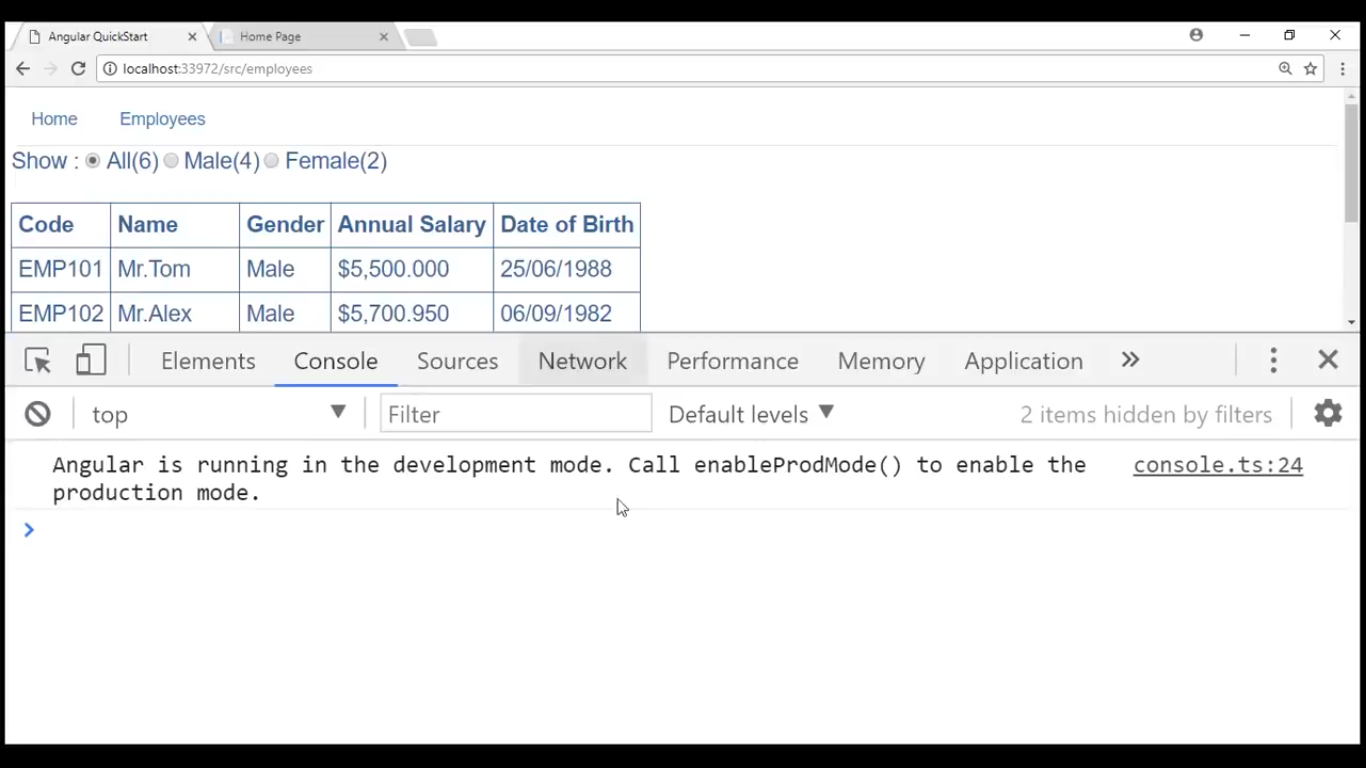 Angular QuickStart Home Page
localhost:33972/src/employees
Home Employees
Show : All(6) Male(4) Female(2)
Code Name Gender Annual Salary Date of Birth
EMP101 Mr.Tom Male $5,500.000 25/06/1988
EMP102 Mr.Alex Male $5,700.950 06/09/1982
Elements Console Sources Network Performance Memory Application
top Filter Default levels 2 items hidden by filters
Angular is running in the development mode. Call enableProdMode() to enable the console.ts:24
production mode.